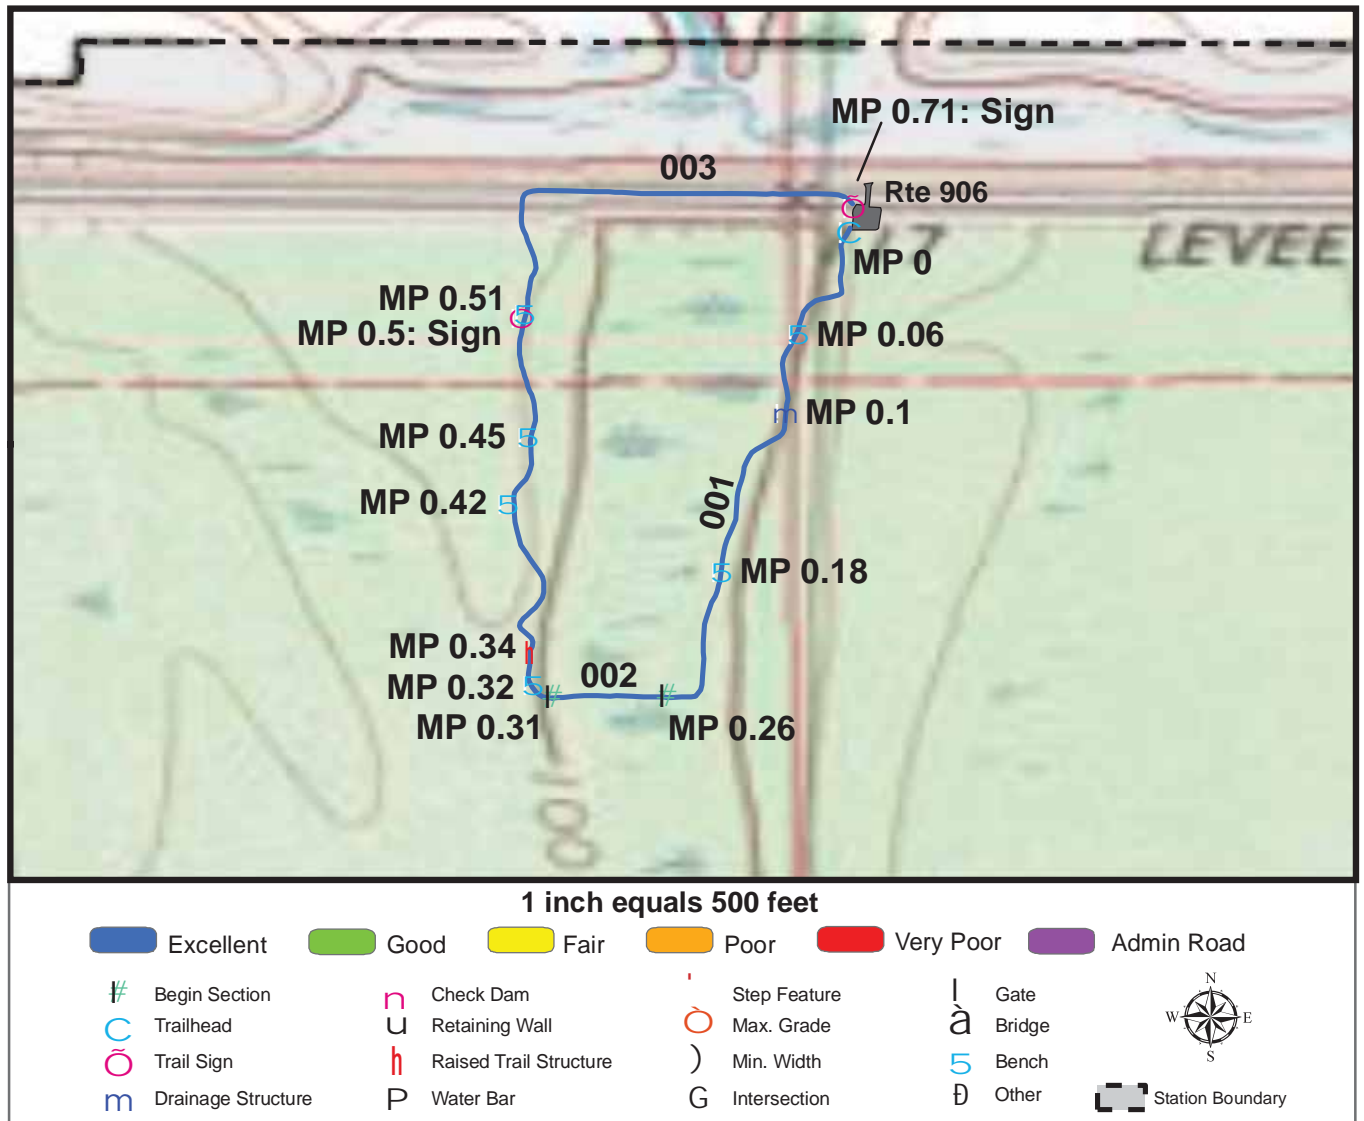 MP 0.71: Sign
003
Rte 906
LEVEE
MP 0
MP 0.51
MP 0.5: Sign
MP 0.06
MP 0.1
MP 0.45
001
MP 0.42
MP 0.18
MP 0.34
002
MP 0.32
MP 0.31
MP 0.26
100
1 inch equals 500 feet
Excellent Good Fair Poor Very Poor Admin Road
# Begin Section
n Check Dam
' Step Feature
I Gate
C Trailhead
u Retaining Wall
Ò Max. Grade
à Bridge
Õ Trail Sign
h Raised Trail Structure
) Min. Width
5 Bench
m Drainage Structure
P Water Bar
G Intersection
Ð Other
N
W E
S
Station Boundary